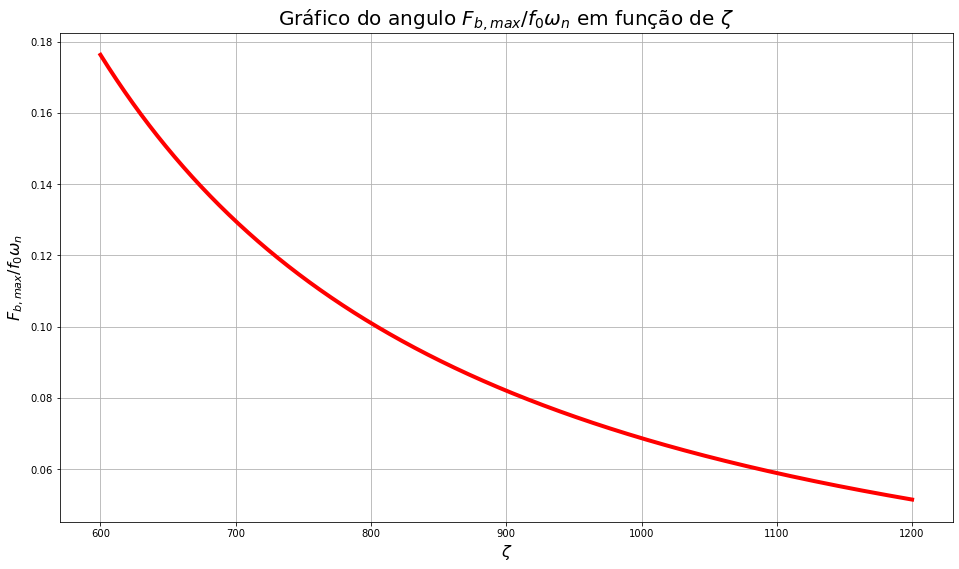 Gráfico do angulo $F_{b,max}/f_0\omega_n$ em função de $\zeta$
$F_{b,max}/f_0\omega_n$
0.18
0.16
0.14
0.12
0.10
0.08
0.06
600 700 800 900 1000 1100 1200
$\zeta$